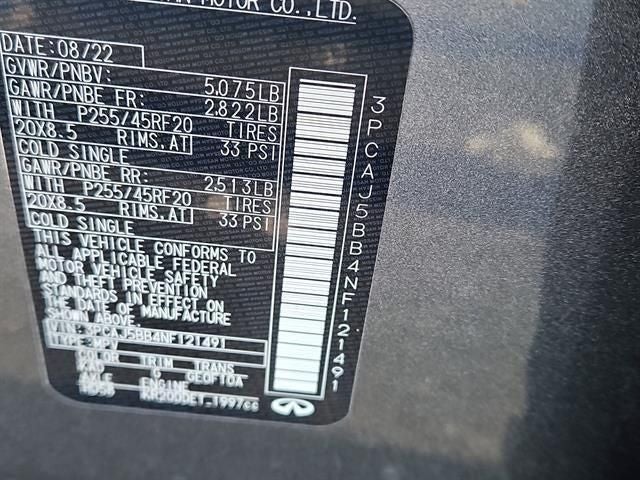 MOTOR CO.,LTD.
DATE:08/22
GVWR/PNBV: 5,075LB
GAWR/PNBE FR: 2,822LB
WITH P255/45RF20 TIRES
20X8.5 RIMS,AT 33 PSI
COLD SINGLE
GAWR/PNBE RR: 2,513LB
WITH P255/45RF20 TIRES
20X8.5 RIMS,AT 33 PSI
COLD SINGLE
THIS VEHICLE CONFORMS TO
ALL APPLICABLE FEDERAL
MOTOR VEHICLE SAFETY
AND THEFT PREVENTION
STANDARDS IN EFFECT ON
THE DATE OF MANUFACTURE
SHOWN ABOVE.
VIN: 3PCAJ5BB4NF121491
TYPE:MPV
COLOR TRIM TRANS
KAD G GE0F10A
AXLE ENGINE
KR20DDET 1997cc
3PCAJ5BB4NF121491